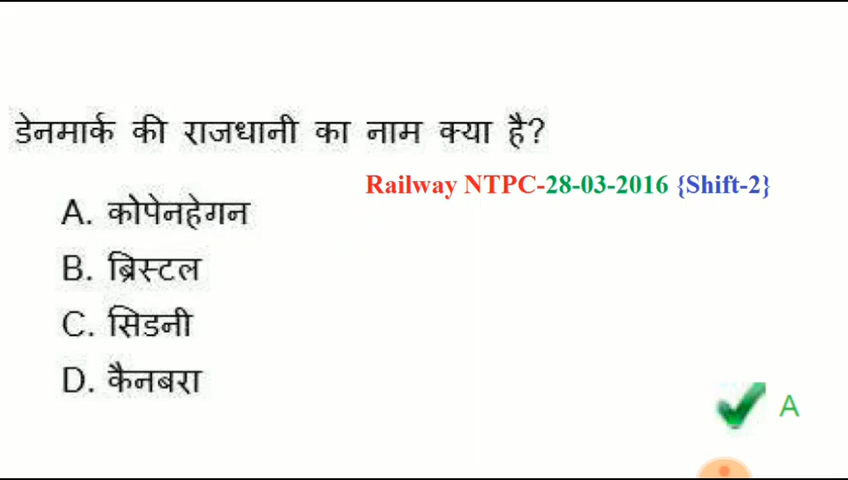 डेनमार्क की राजधानी का नाम क्या है?
Railway NTPC-28-03-2016 {Shift-2}
A. कोपेनहेगन
B. ब्रिस्टल
C. सिडनी
D. कैनबरा
A